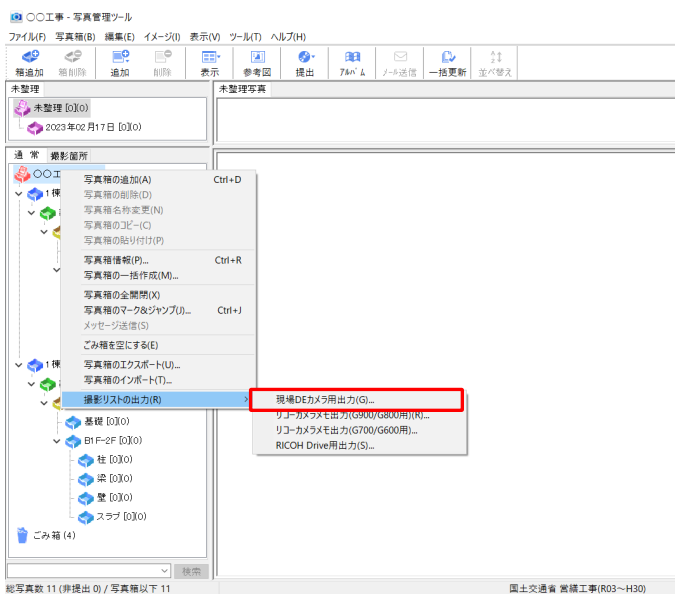 〇〇工事 - 写真管理ツール
ファイル(F) 写真箱(B) 編集(E) イメージ(I) 表示(V) ツール(T) ヘルプ(H)
箱追加 箱削除 追加 削除 表示 参考図 提出 アルバム メール送信 一括更新 並べ替え
未整理
未整理 [0](0)
2023年02月17日 [0](0)
未整理写真
通常 撮影箇所
〇〇工
1棟
1棟
基礎 [0](0)
B1F-2F [0](0)
柱 [0](0)
梁 [0](0)
壁 [0](0)
スラブ [0](0)
ごみ箱 (4)
写真箱の追加(A) Ctrl+D
写真箱の削除(D)
写真箱名称変更(N)
写真箱のコピー(C)
写真箱の貼り付け(P)
写真箱情報(P)... Ctrl+R
写真箱の一括作成(M)...
写真箱の全開閉(X)
写真箱のマーク&ジャンプ(J)... Ctrl+J
メッセージ送信(S)
ごみ箱を空にする(E)
写真箱のエクスポート(U)...
写真箱のインポート(T)...
撮影リストの出力(R)
現場DEカメラ用出力(G)...
リコーカメラメモ出力(G900/G800用)(R)...
リコーカメラメモ出力(G700/G600用)...
RICOH Drive用出力(S)...
検索
総写真数 11 (非提出 0) / 写真箱以下 11
国土交通省 営繕工事(R03～H30)